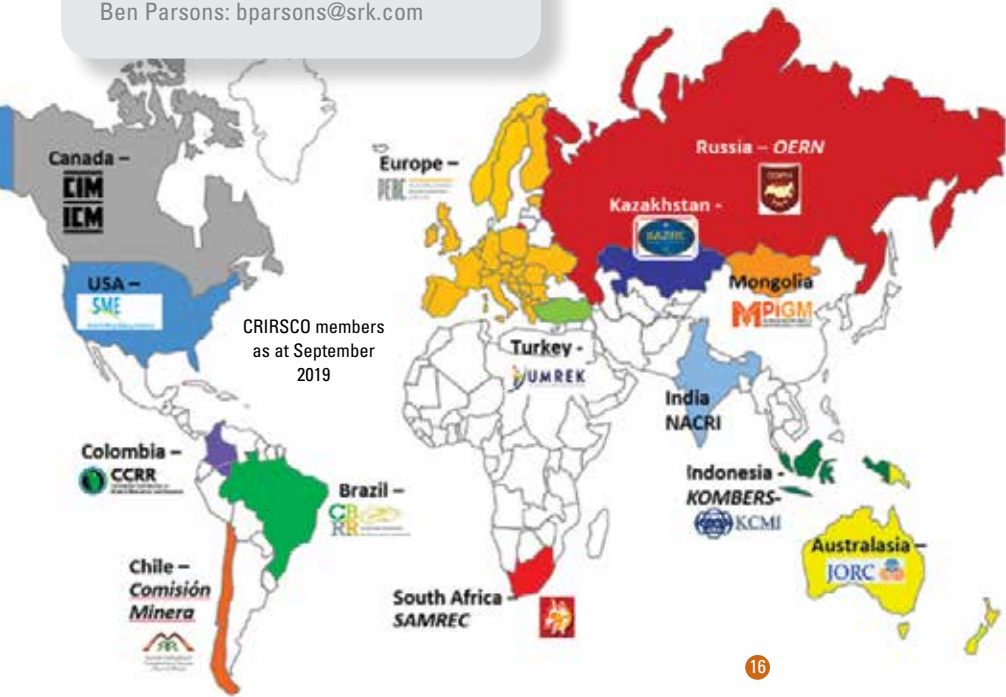 Ben Parsons: bparsons@srk.com
Canada –
CIM
ICM
USA –
SME
CRIRSCO members
as at September
2019
Europe –
PERC
Russia – OERN
Kazakhstan -
KAZRC
Mongolia
MPIGM
Turkey -
UMREK
India
NACRI
Colombia –
CCRR
Brazil –
CB
RR
Indonesia -
KOMBERS-
KCMI
Australasia –
JORC
Chile –
Comisión
Minera
South Africa –
SAMREC
16